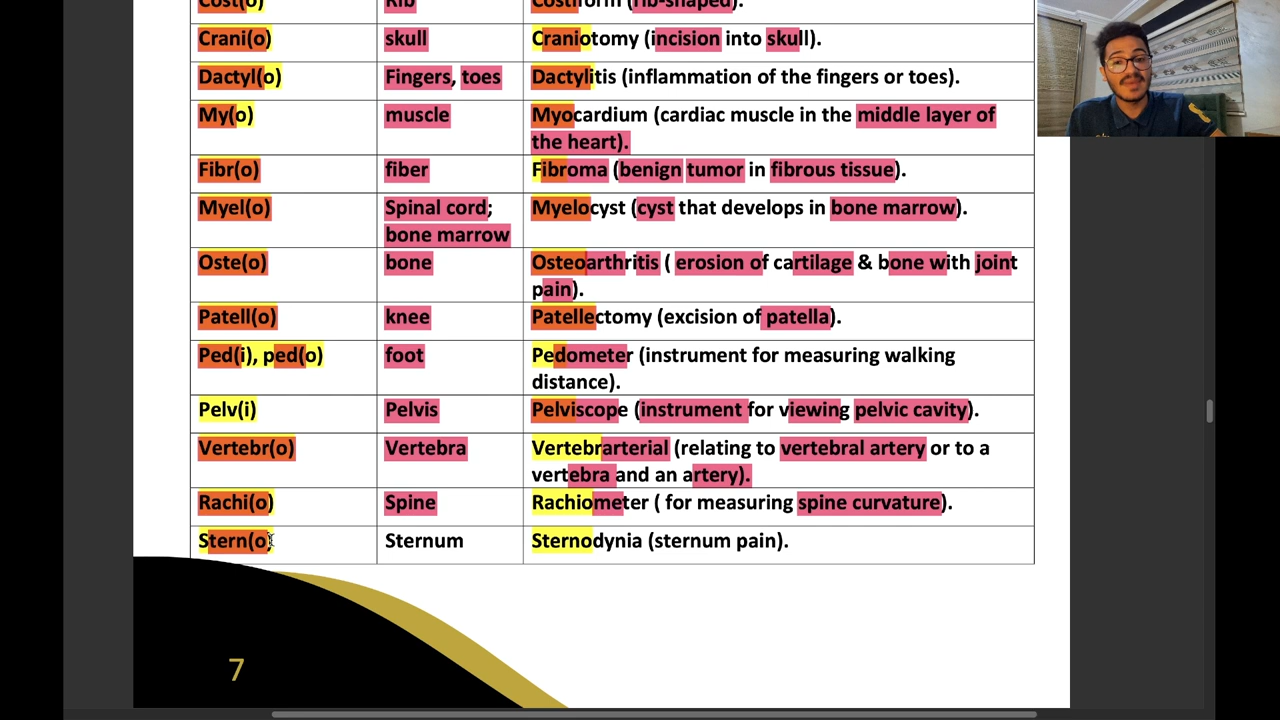 Cost(o) Rib Costiform (rib-shaped).
Crani(o) skull Craniotomy (incision into skull).
Dactyl(o) Fingers, toes Dactylitis (inflammation of the fingers or toes).
My(o) muscle Myocardium (cardiac muscle in the middle layer of
the heart).
Fibr(o) fiber Fibroma (benign tumor in fibrous tissue).
Myel(o) Spinal cord; Myelocyst (cyst that develops in bone marrow).
bone marrow
Oste(o) bone Osteoarthritis ( erosion of cartilage & bone with joint
pain).
Patell(o) knee Patellectomy (excision of patella).
Ped(i), ped(o) foot Pedometer (instrument for measuring walking
distance).
Pelv(i) Pelvis Pelviscope (instrument for viewing pelvic cavity).
Vertebr(o) Vertebra Vertebrarterial (relating to vertebral artery or to a
vertebra and an artery).
Rachi(o) Spine Rachiometer ( for measuring spine curvature).
Stern(o) Sternum Sternodynia (sternum pain).
7